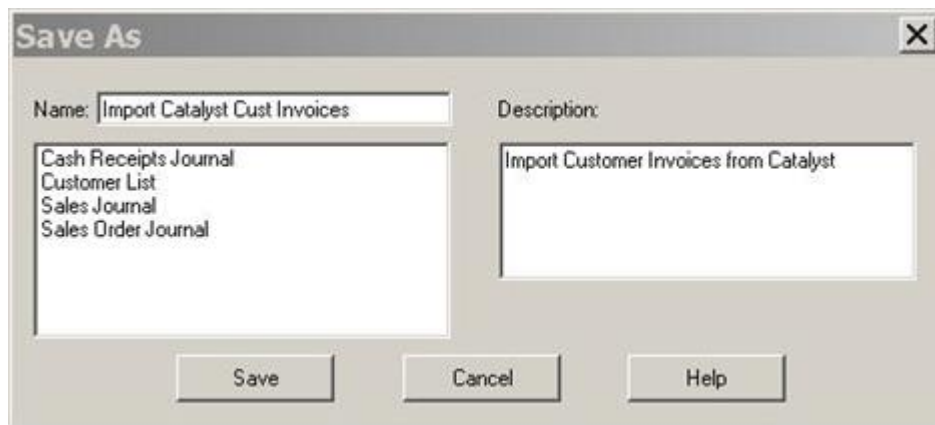 Save As
Name: Import Catalyst Cust Invoices
Description:
Cash Receipts Journal
Customer List
Sales Journal
Sales Order Journal
Import Customer Invoices from Catalyst
Save
Cancel
Help